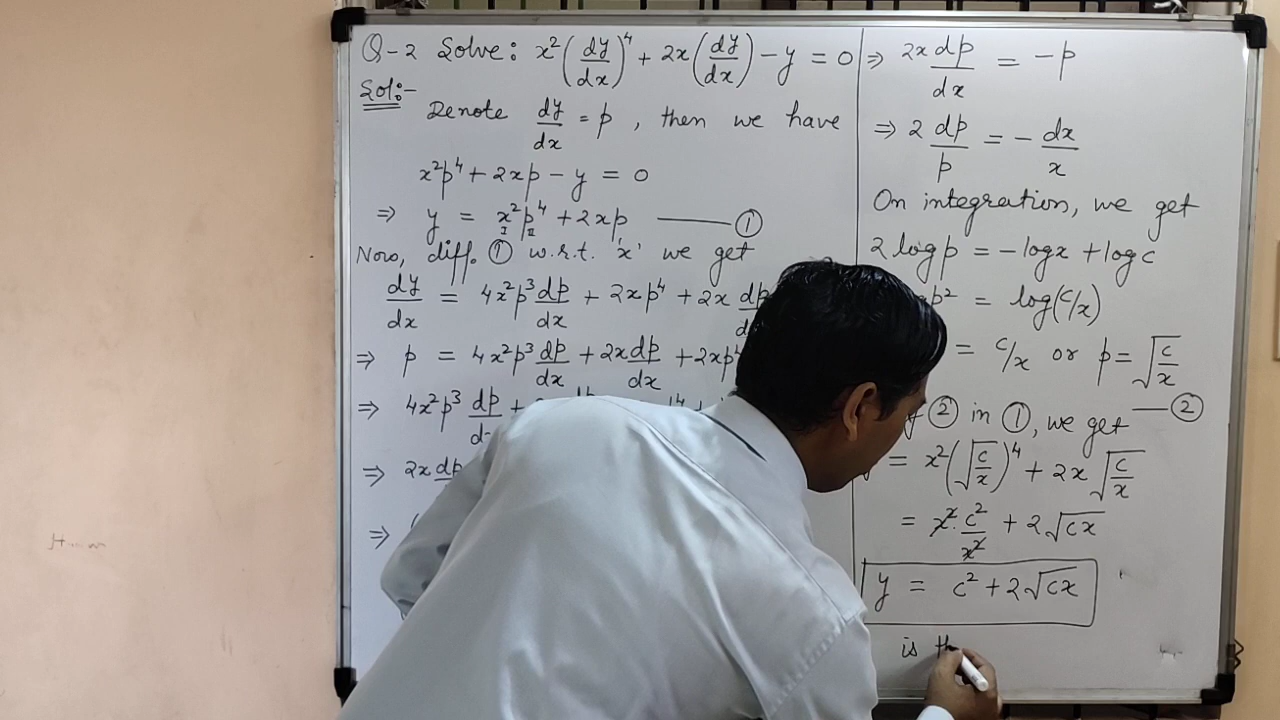 Q-2 Solve: x²(dy/dx)⁴ + 2x(dy/dx) - y = 0
Sol:-
Denote dy/dx = p , then we have
x²p⁴ + 2xp - y = 0
⇒ y = x²p⁴ + 2xp —— ①
I II
Now, diff. ① w.r.t. 'x' we get
dy/dx = 4x²p³ dp/dx + 2xp⁴ + 2x dp
⇒ p = 4x²p³ dp/dx + 2x dp/dx + 2xp⁴
⇒ 4x²p³ dp +
⇒ 2x dp
⇒
⇒ 2x dp/dx = -p
⇒ 2 dp/p = - dx/x
On integration, we get
2 log p = -log x + log c
p² = log(c/x)
= c/x or p = √(c/x)
—— ②
② in ①, we get
= x²(√(c/x))⁴ + 2x √(c/x)
= x². c²/x² + 2√cx
y = c² + 2√cx
is